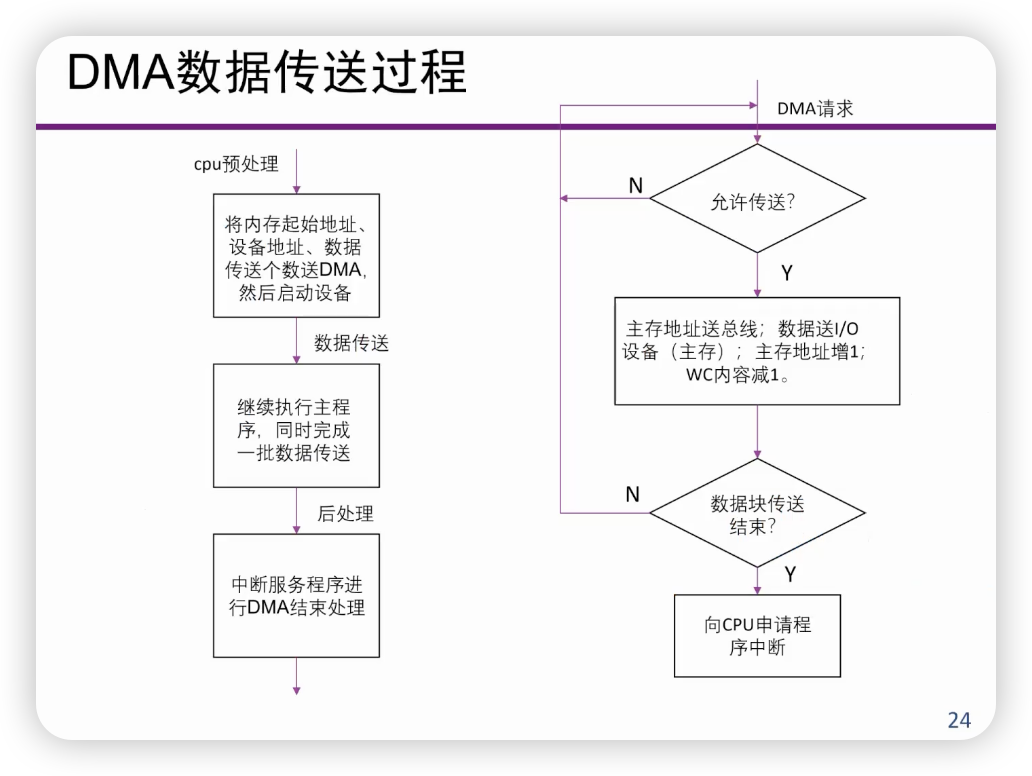 DMA数据传送过程
cpu预处理
将内存起始地址、
设备地址、数据
传送个数送DMA，
然后启动设备
数据传送
继续执行主程
序，同时完成
一批数据传送
后处理
中断服务程序进
行DMA结束处理
DMA请求
允许传送？
N
Y
主存地址送总线；数据送I/O
设备（主存）；主存地址增1；
WC内容减1。
数据块传送
结束？
N
Y
向CPU申请程
序中断
24